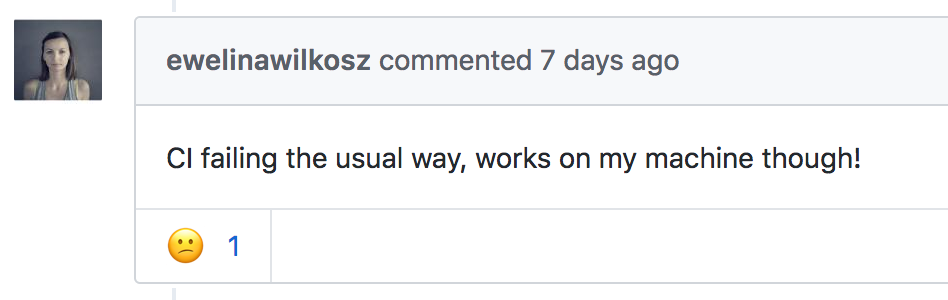 ewelinawilkosz commented 7 days ago
CI failing the usual way, works on my machine though!
1